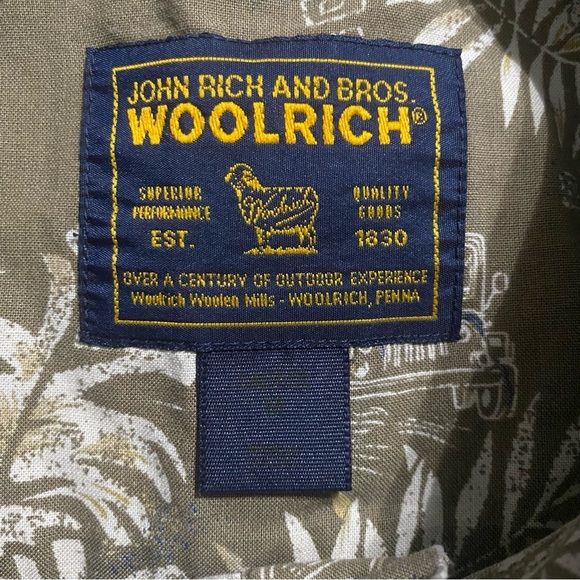 JOHN RICH AND BROS.
WOOLRICH®
SUPERIOR PERFORMANCE
Woolrich
QUALITY GOODS
EST. 1830
OVER A CENTURY OF OUTDOOR EXPERIENCE
Woolrich Woolen Mills - WOOLRICH, PENNA